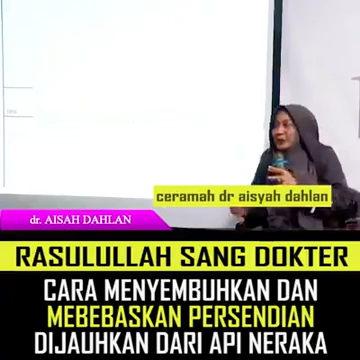 ceramah dr aisyah dahlan
dr. AISAH DAHLAN
RASULULLAH SANG DOKTER
CARA MENYEMBUHKAN DAN
MEBEBASKAN PERSENDIAN
DIJAUHKAN DARI API NERAKA